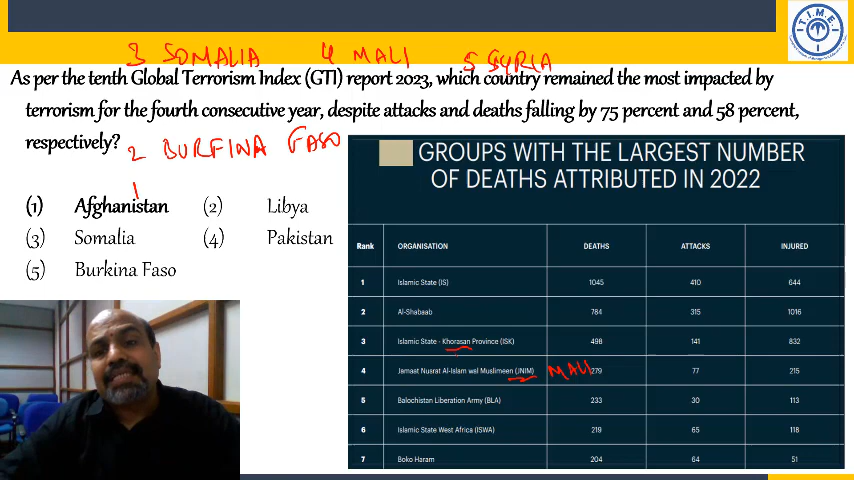 T.I.M.E.
3 SOMALIA 4 MALI 5 SYRIA
As per the tenth Global Terrorism Index (GTI) report 2023, which country remained the most impacted by
terrorism for the fourth consecutive year, despite attacks and deaths falling by 75 percent and 58 percent,
respectively?
2 BURFINA FASO
1
(1) Afghanistan (2) Libya
(3) Somalia (4) Pakistan
(5) Burkina Faso
GROUPS WITH THE LARGEST NUMBER
OF DEATHS ATTRIBUTED IN 2022
Rank ORGANISATION DEATHS ATTACKS INJURED
1 Islamic State (IS) 1045 410 644
2 Al-Shabaab 784 315 1016
3 Islamic State - Khorasan Province (ISK) 498 141 832
4 Jamaat Nusrat Al-Islam wal Muslimeen (JNIM) MALI 279 77 215
5 Balochistan Liberation Army (BLA) 233 30 113
6 Islamic State West Africa (ISWA) 219 65 118
7 Boko Haram 204 64 51